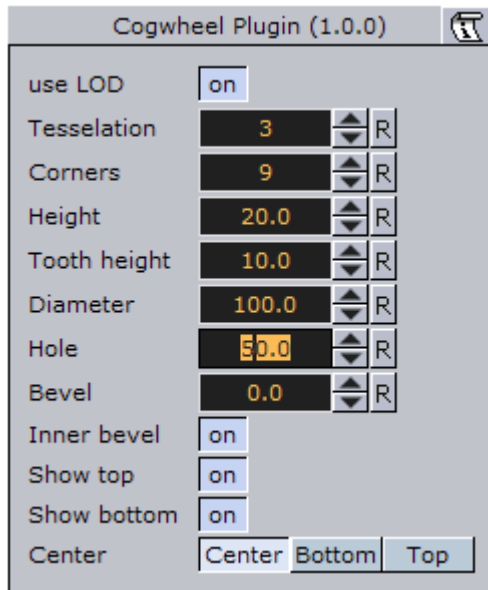 Cogwheel Plugin (1.0.0)
use LOD on
Tesselation 3 R
Corners 9 R
Height 20.0 R
Tooth height 10.0 R
Diameter 100.0 R
Hole 50.0 R
Bevel 0.0 R
Inner bevel on
Show top on
Show bottom on
Center Center Bottom Top